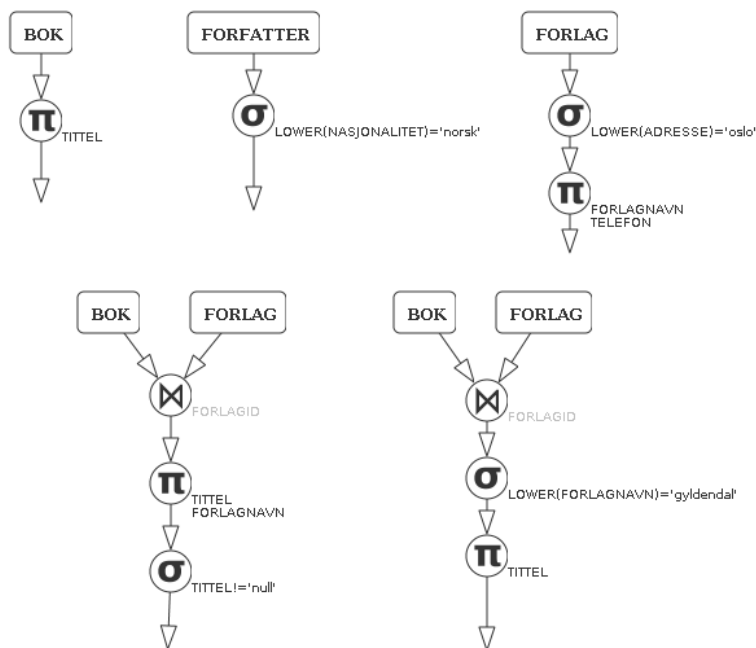 BOK
π
TITTEL
FORFATTER
σ
LOWER(NASJONALITET)='norsk'
FORLAG
σ
LOWER(ADRESSE)='oslo'
π
FORLAGNAVN
TELEFON
BOK
FORLAG
⋈
FORLAGID
π
TITTEL
FORLAGNAVN
σ
TITTEL!='null'
BOK
FORLAG
⋈
FORLAGID
σ
LOWER(FORLAGNAVN)='gyldendal'
π
TITTEL